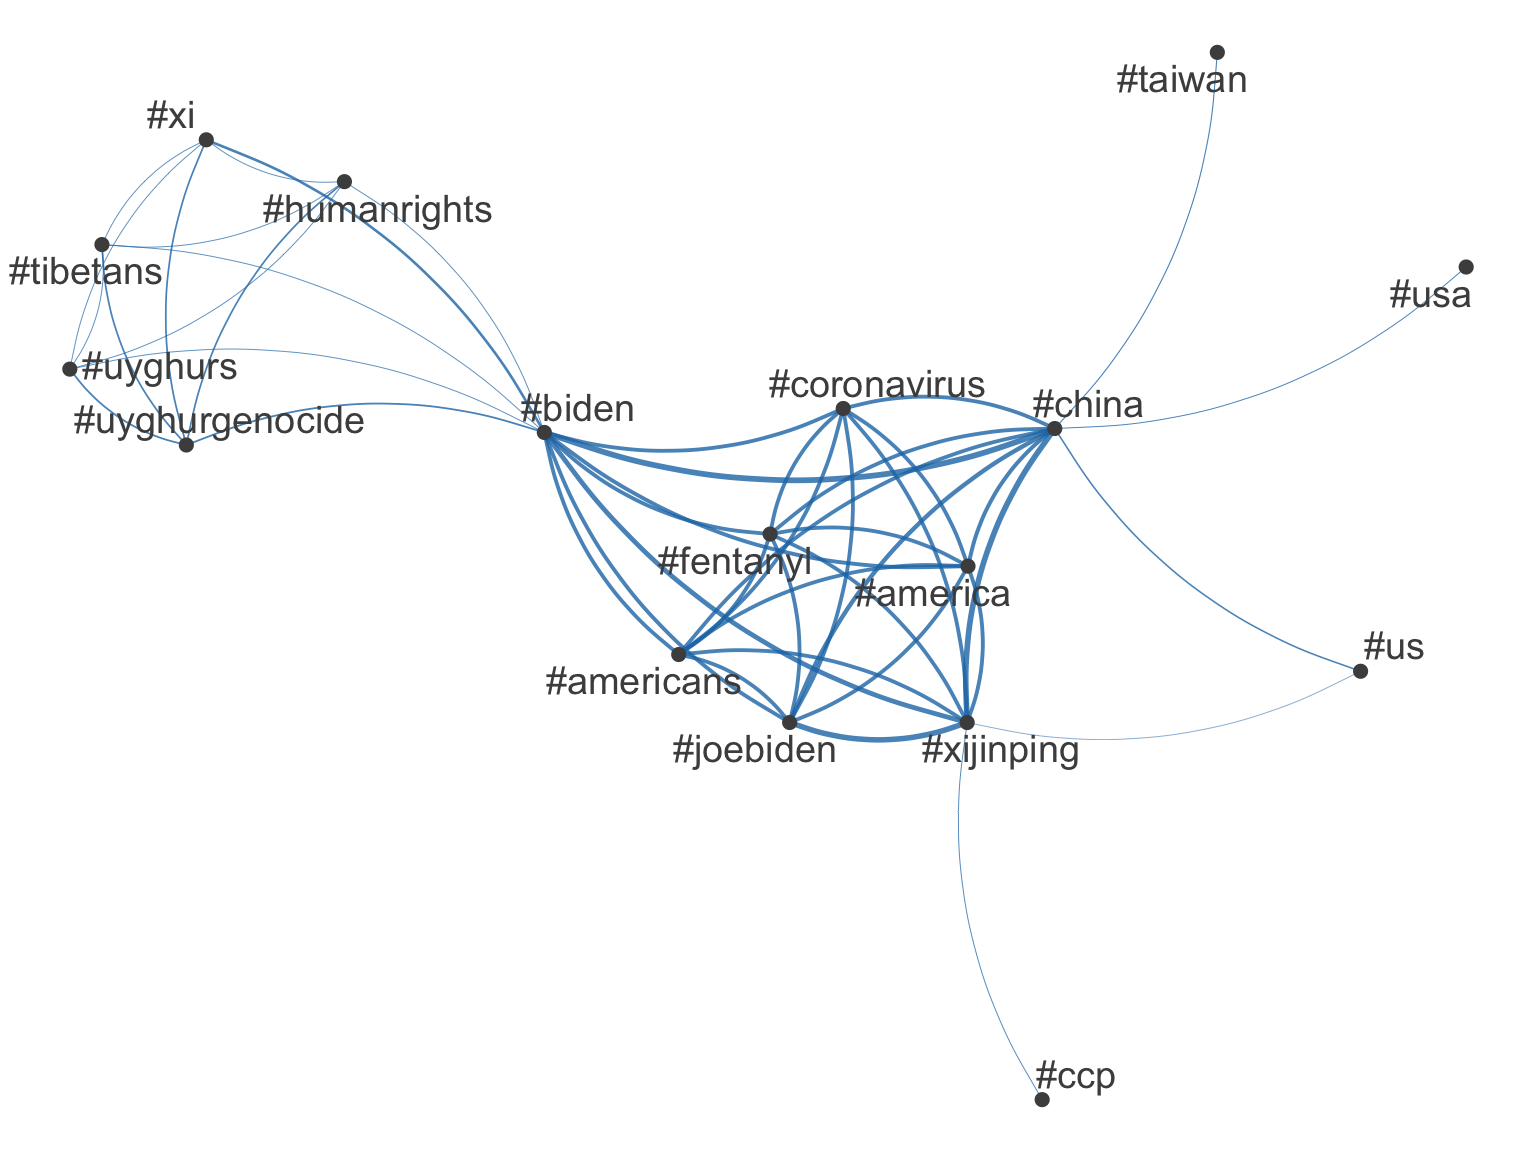 #taiwan
#xi
#humanrights
#tibetans
#usa
#uyghurs
#coronavirus
#uyghurgenocide
#biden
#china
#fentanyl
#america
#us
#americans
#joebiden
#xijinping
#ccp